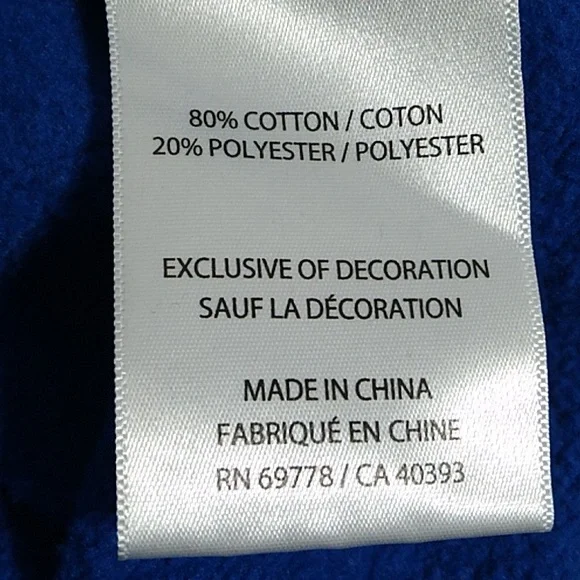 80% COTTON / COTON
20% POLYESTER / POLYESTER
EXCLUSIVE OF DECORATION
SAUF LA DÉCORATION
MADE IN CHINA
FABRIQUÉ EN CHINE
RN 69778 / CA 40393